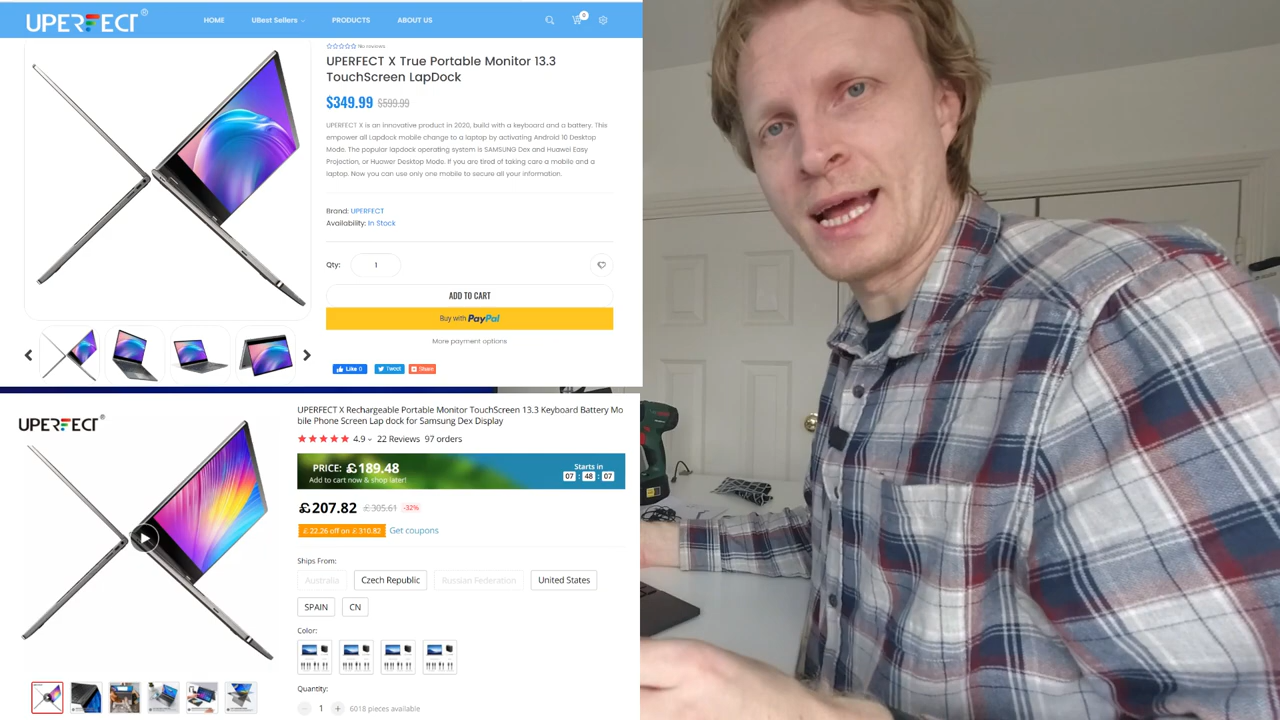 UPERFECT®
HOME UBest Sellers PRODUCTS ABOUT US 0
No reviews
UPERFECT X True Portable Monitor 13.3
TouchScreen LapDock
$349.99 $599.99
UPERFECT X is an innovative product in 2020, build with a keyboard and a battery. This
empower all Lapdock mobile change to a laptop by activating Android 10 Desktop
Mode. The popular lapdock operating system is SAMSUNG Dex and Huawei Easy
Projection, or Huawer Desktop Mode. If you are tired of taking care a mobile and a
laptop. Now you can use only one mobile to secure all your information.
Brand: UPERFECT
Availability: In Stock
Qty: 1
ADD TO CART
Buy with PayPal
More payment options
Like 0 Tweet Share
UPERFECT
UPERFECT X Rechargeable Portable Monitor TouchScreen 13.3 Keyboard Battery Mo
bile Phone Screen Lap dock for Samsung Dex Display
4.9 22 Reviews 97 orders
PRICE: £189.48 Starts in
Add to cart now & shop later! 07 : 48 : 07
£207.82 £305.61 -32%
£22.26 off on £310.82 Get coupons
Ships From:
Australia Czech Republic Russian Federation United States
SPAIN CN
Color:
Quantity:
1 6018 pieces available